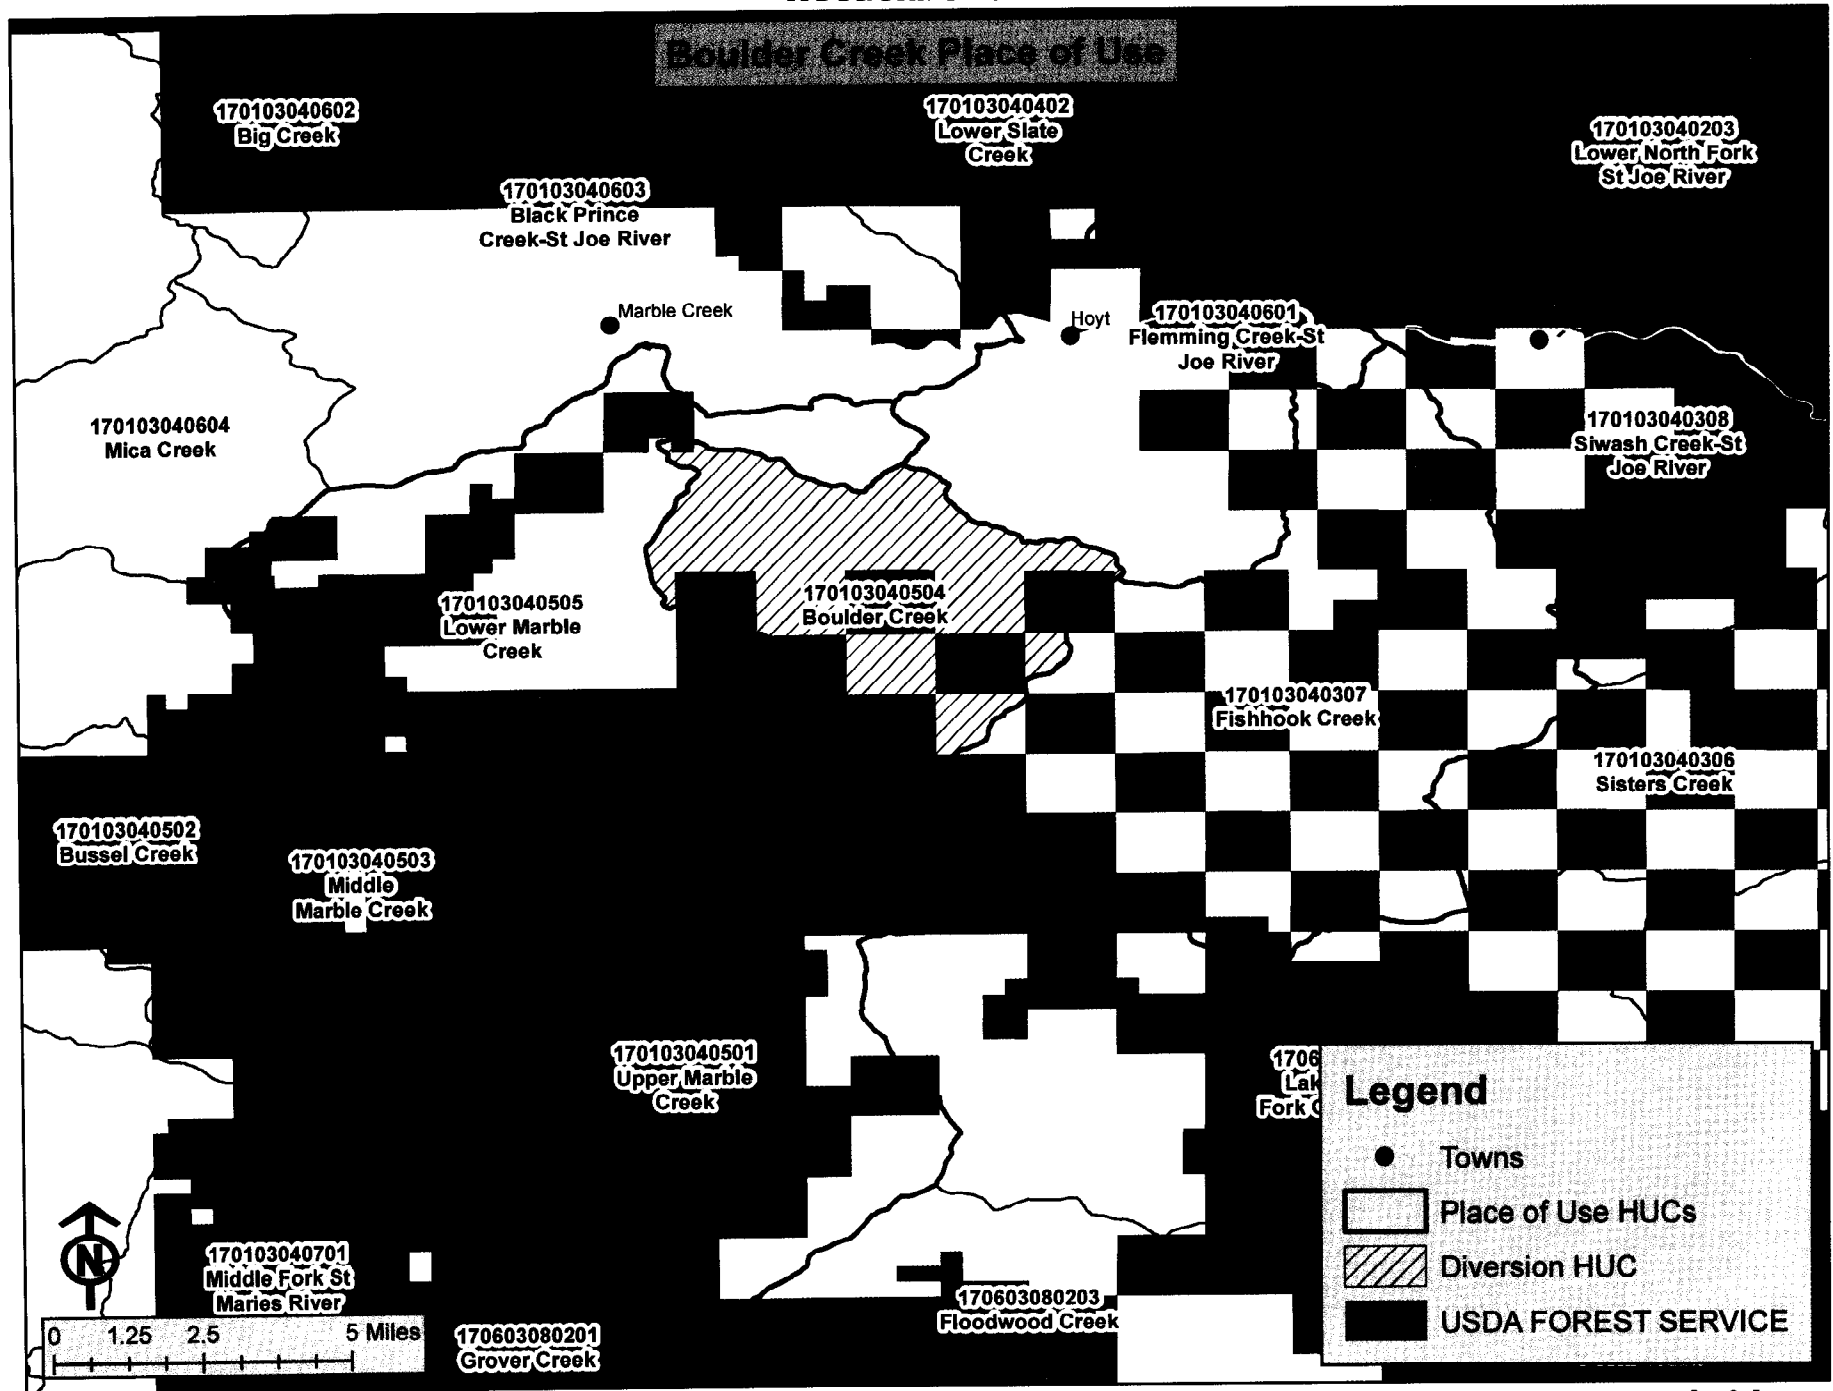 Boulder Creek Place of Use
170103040602
Big Creek
170103040402
Lower Slate
Creek
170103040203
Lower North Fork
St Joe River
170103040603
Black Prince
Creek-St Joe River
Marble Creek
Hoyt
170103040601
Flemming Creek-St
Joe River
170103040604
Mica Creek
170103040308
Siwash Creek-St
Joe River
170103040505
Lower Marble
Creek
170103040504
Boulder Creek
170103040307
Fishhook Creek
170103040306
Sisters Creek
170103040502
Bussel Creek
170103040503
Middle
Marble Creek
170103040501
Upper Marble
Creek
1706
Lak
Fork
Legend
Towns
Place of Use HUCs
Diversion HUC
USDA FOREST SERVICE
N
170103040701
Middle Fork St
Maries River
0 1.25 2.5 5 Miles
170603080201
Grover Creek
170603080203
Floodwood Creek